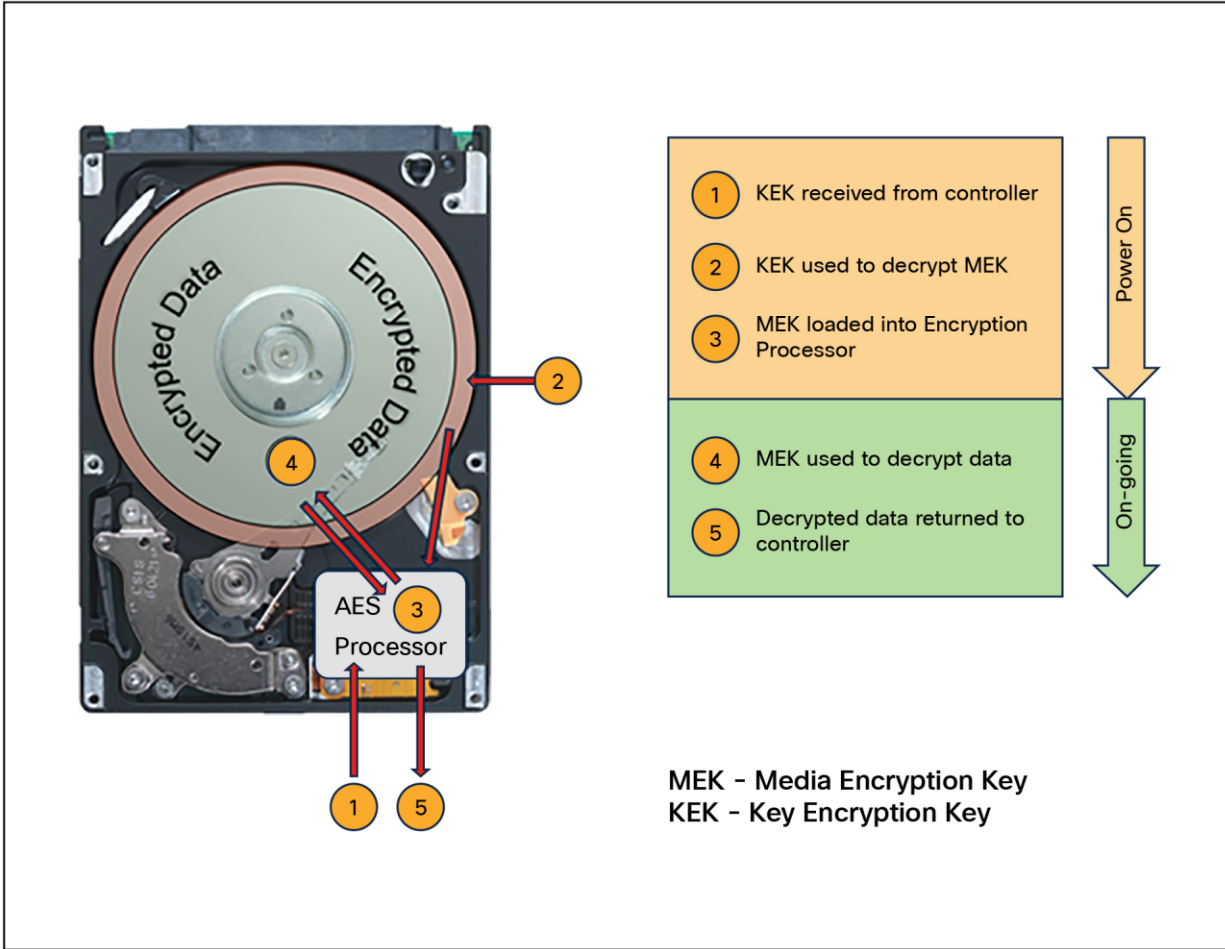 Encrypted Data
Encrypted Data
4
2
AES
3
Processor
1
5
1
KEK received from controller
2
KEK used to decrypt MEK
3
MEK loaded into Encryption
Processor
4
MEK used to decrypt data
5
Decrypted data returned to
controller
Power On
On-going
MEK - Media Encryption Key
KEK - Key Encryption Key